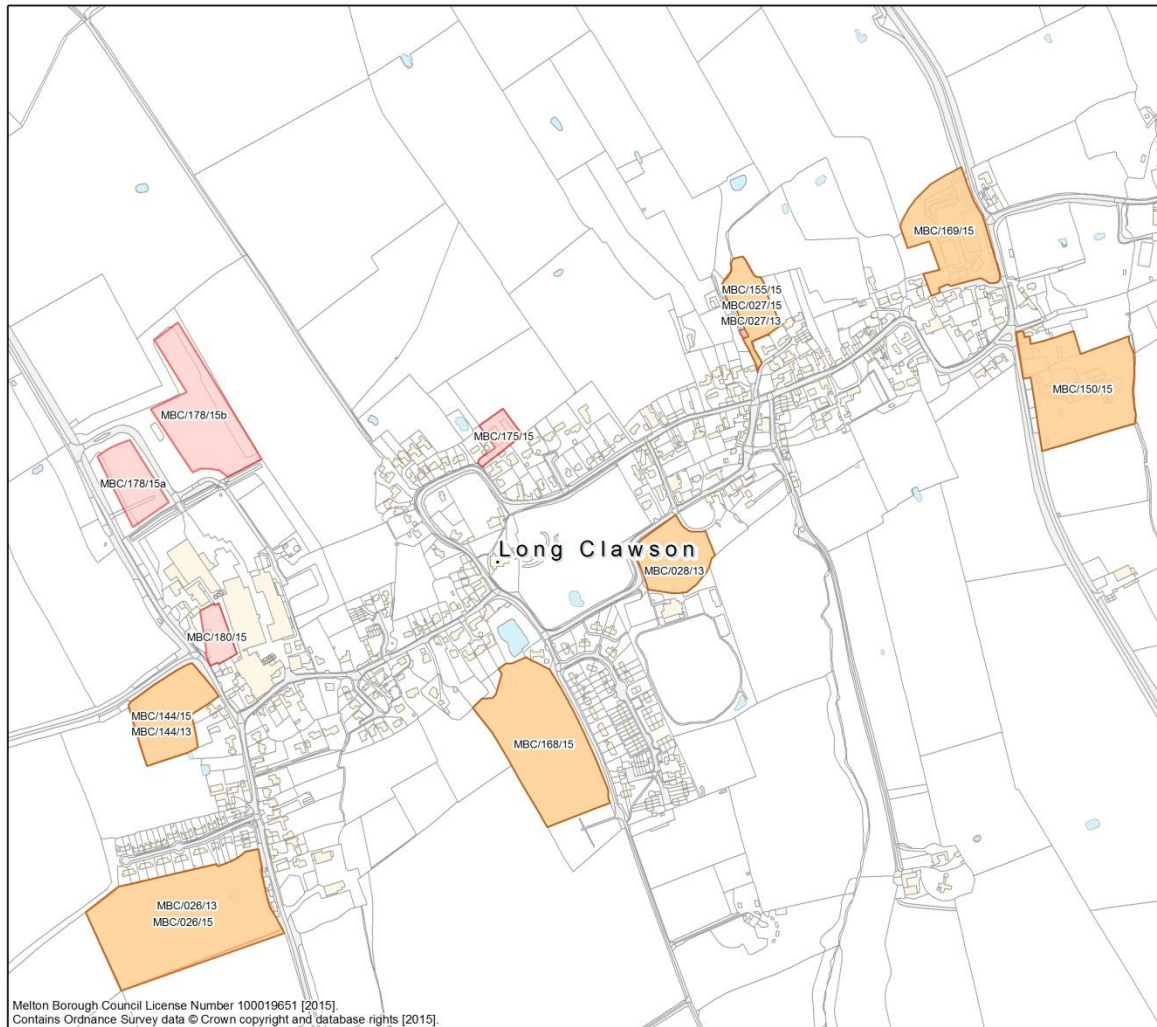 MBC/169/15
MBC/155/15
MBC/027/15
MBC/027/13
MBC/150/15
MBC/178/15b
MBC/175/15
MBC/178/15a
Long Clawson
MBC/028/13
MBC/180/15
MBC/144/15
MBC/144/13
MBC/168/15
MBC/026/13
MBC/026/15
Melton Borough Council License Number 100019651 [2015].
Contains Ordnance Survey data © Crown copyright and database rights [2015].